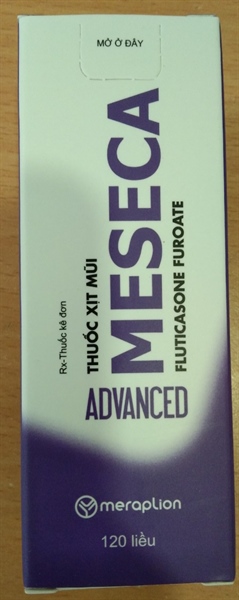 MỞ Ở ĐÂY
Rx-Thuốc kê đơn
THUỐC XỊT MŨI
MESECA
FLUTICASONE FUROATE
ADVANCED
meraplion
120 liều